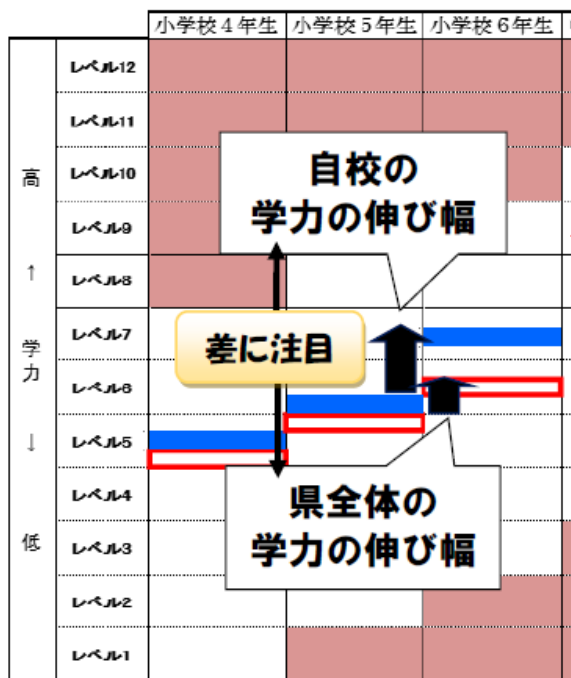 小学校4年生 小学校5年生 小学校6年生
レベル12
レベル11
レベル10
レベル9
レベル8
レベル7
レベル6
レベル5
レベル4
レベル3
レベル2
レベル1
高
↑
学力
↓
低
自校の
学力の伸び幅
差に注目
県全体の
学力の伸び幅